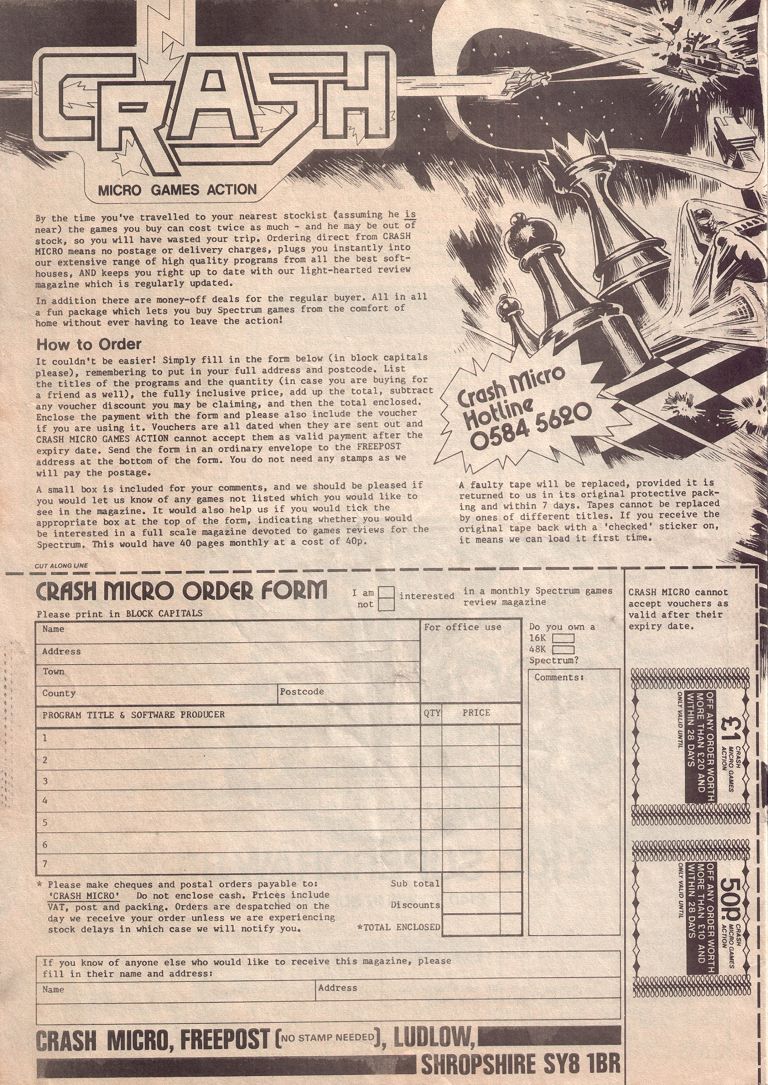 CRASH
MICRO GAMES ACTION
By the time you've travelled to your nearest stockist (assuming he is
near) the games you buy can cost twice as much - and he may be out of
stock, so you will have wasted your trip. Ordering direct from CRASH
MICRO means no postage or delivery charges, plugs you instantly into
our extensive range of high quality programs from all the best soft-
houses, AND keeps you right up to date with our light-hearted review
magazine which is regularly updated.
In addition there are money-off deals for the regular buyer. All in all
a fun package which lets you buy Spectrum games from the comfort of
home without ever having to leave the action!
How to Order
It couldn't be easier! Simply fill in the form below (in block capitals
please), remembering to put in your full address and postcode. List
the titles of the programs and the quantity (in case you are buying for
a friend as well), the fully inclusive price, add up the total, subtract
any voucher discount you may be claiming, and then the total enclosed.
Enclose the payment with the form and please also include the voucher
if you are using it. Vouchers are all dated when they are sent out and
CRASH MICRO GAMES ACTION cannot accept them as valid payment after the
expiry date. Send the form in an ordinary envelope to the FREEPOST
address at the bottom of the form. You do not need any stamps as we
will pay the postage.
A small box is included for your comments, and we should be pleased if
you would let us know of any games not listed which you would like to
see in the magazine. It would also help us if you would tick the
appropriate box at the top of the form, indicating whether you would
be interested in a full scale magazine devoted to games reviews for the
Spectrum. This would have 40 pages monthly at a cost of 40p.
Crash Micro
Hotline
0584 5620
A faulty tape will be replaced, provided it is
returned to us in its original protective pack-
ing and within 7 days. Tapes cannot be replaced
by ones of different titles. If you receive the
original tape back with a 'checked' sticker on,
it means we can load it first time.
CUT ALONG LINE
CRASH MICRO ORDER FORM
I am
not
interested
in a monthly Spectrum games
review magazine
Please print in BLOCK CAPITALS
Name
Address
Town
County
Postcode
For office use
Do you own a
16K
48K
Spectrum?
Comments:
PROGRAM TITLE & SOFTWARE PRODUCER
QTY
PRICE
1
2
3
4
5
6
7
* Please make cheques and postal orders payable to:
'CRASH MICRO' Do not enclose cash. Prices include
VAT, post and packing. Orders are despatched on the
day we receive your order unless we are experiencing
stock delays in which case we will notify you.
Sub total
Discounts
*TOTAL ENCLOSED
If you know of anyone else who would like to receive this magazine, please
fill in their name and address:
Name
Address
CRASH MICRO, FREEPOST (NO STAMP NEEDED), LUDLOW,
SHROPSHIRE SY8 1BR
CRASH MICRO cannot
accept vouchers as
valid after their
expiry date.
£1
CRASH
MICRO GAMES
ACTION
OFF ANY ORDER WORTH
MORE THAN £20 AND
WITHIN 28 DAYS
ONLY VALID UNTIL
50p
CRASH
MICRO GAMES
ACTION
OFF ANY ORDER WORTH
MORE THAN £10 AND
WITHIN 28 DAYS
ONLY VALID UNTIL